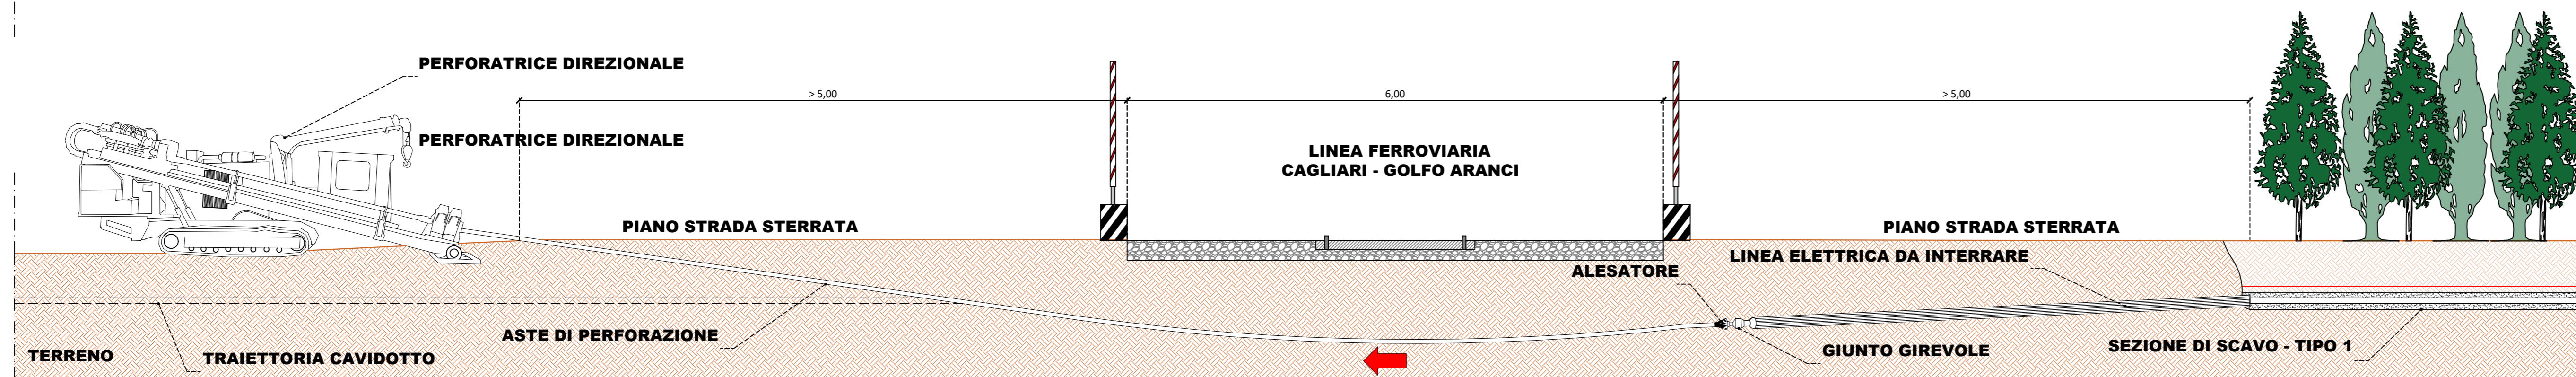 PERFORATRICE DIREZIONALE
> 5,00
6,00
> 5,00
PERFORATRICE DIREZIONALE
LINEA FERROVIARIA
CAGLIARI - GOLFO ARANCI
PIANO STRADA STERRATA
PIANO STRADA STERRATA
LINEA ELETTRICA DA INTERRARE
ALESATORE
ASTE DI PERFORAZIONE
TERRENO
TRAIETTORIA CAVIDOTTO
GIUNTO GIREVOLE
SEZIONE DI SCAVO - TIPO 1